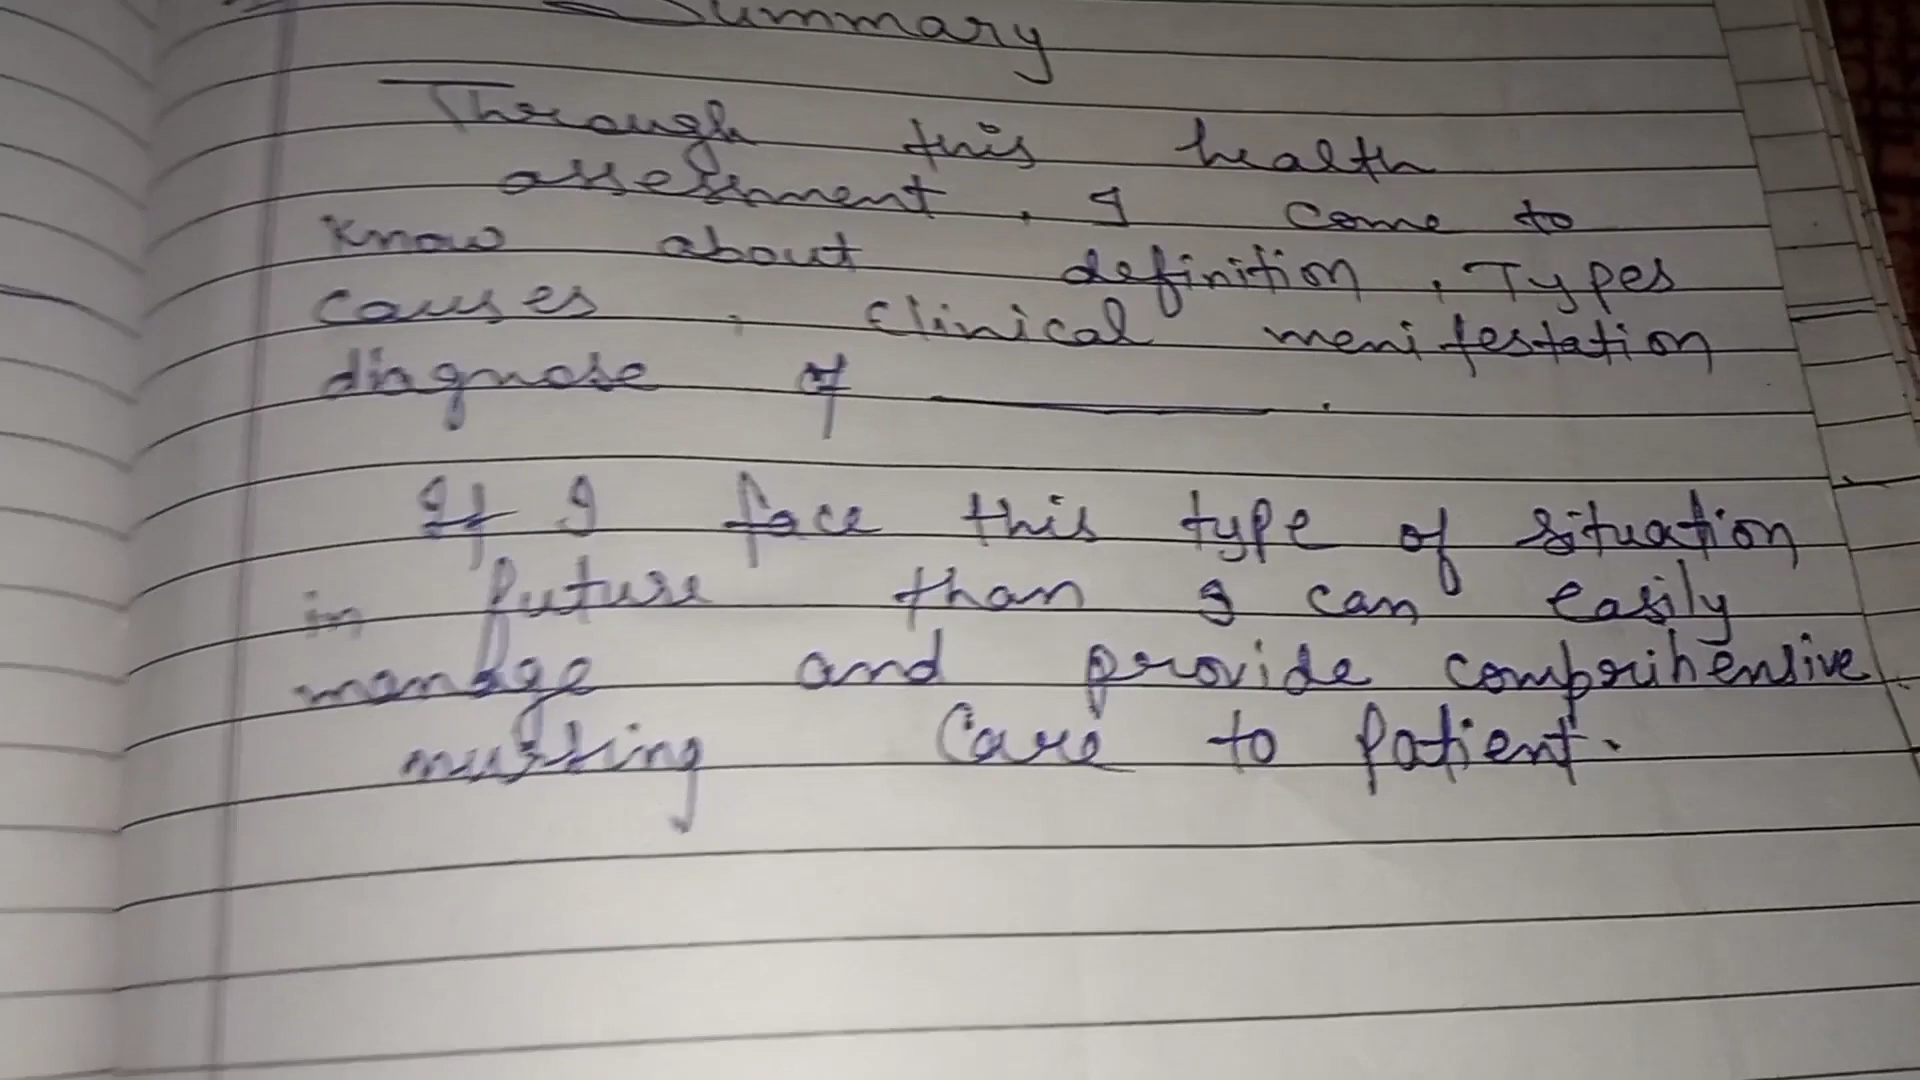 Summary
Through this health
assessment, I come to
know about definition, Types
causes, clinical menifestation
diagnose of ________.
If I face this type of situation
in future than I can easily
manage and provide comprihensive
nursing Care to Patient.